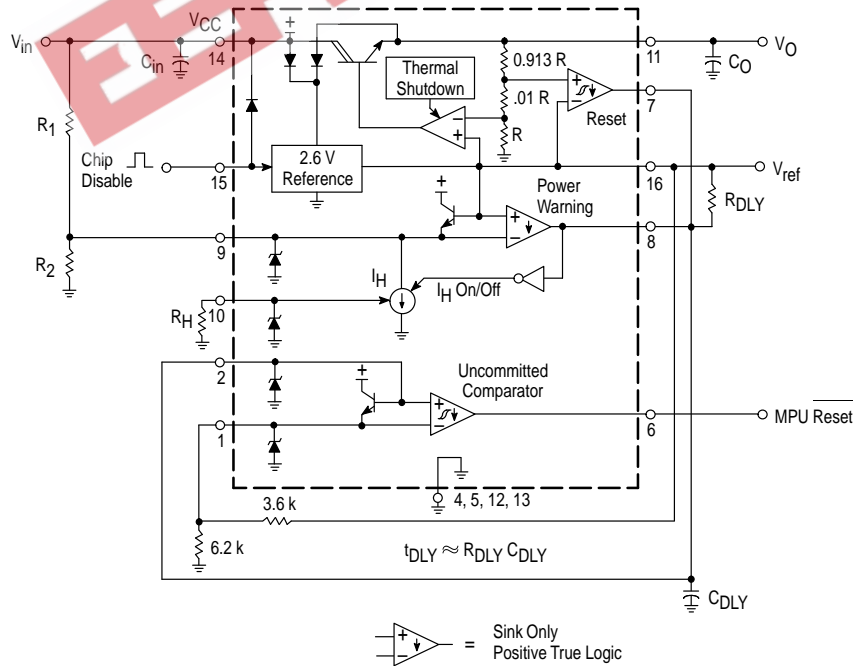 Vin
Cin
VCC
14
0.913 R
.01 R
R
11
CO
VO
Thermal
Shutdown
Reset
7
R1
Chip
Disable
15
2.6 V
Reference
16
Vref
RDLY
Power
Warning
8
9
R2
IH
IH On/Off
RH
10
2
Uncommitted
Comparator
1
6
MPU Reset
4, 5, 12, 13
3.6 k
6.2 k
tDLY ≈ RDLY CDLY
CDLY
= Sink Only
Positive True Logic